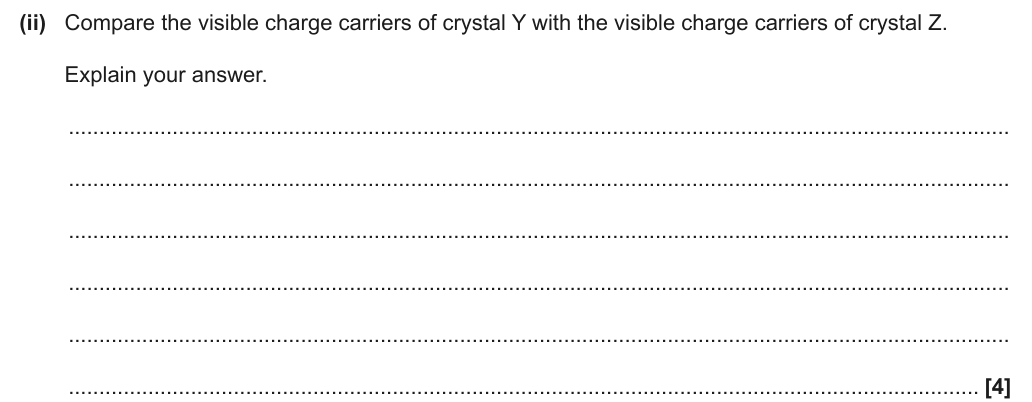 (ii) Compare the visible charge carriers of crystal Y with the visible charge carriers of crystal Z.
Explain your answer.
[4]